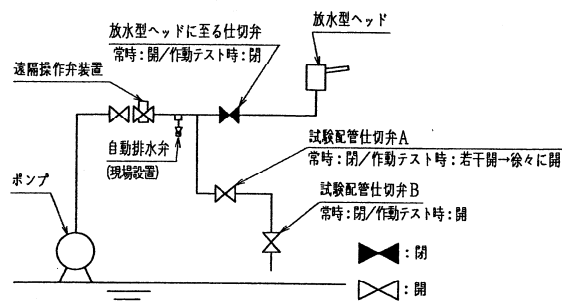 放水型ヘッドに至る仕切弁
常時:開/作動テスト時:閉
放水型ヘッド
遠隔操作弁装置
自動排水弁
(現場設置)
試験配管仕切弁A
常時:閉/作動テスト時:若干開→徐々に開
ポンプ
試験配管仕切弁B
常時:閉/作動テスト時:開
:閉
:開